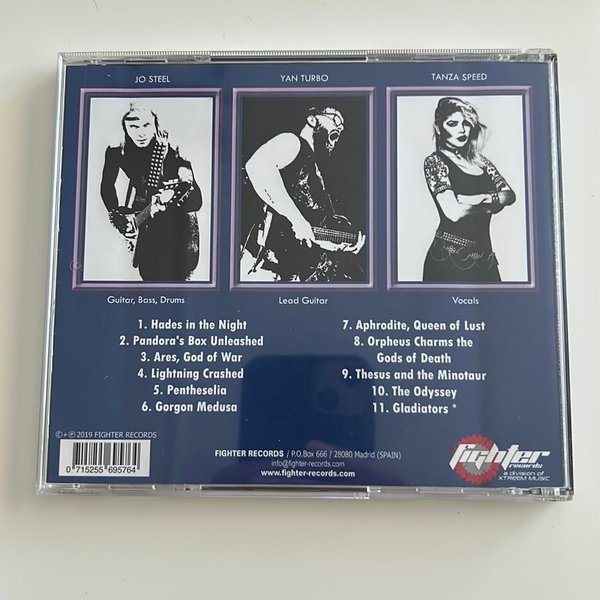 JO STEEL
YAN TURBO
TANZA SPEED
Guitar, Bass, Drums
Lead Guitar
Vocals
1. Hades in the Night
2. Pandora's Box Unleashed
3. Ares, God of War
4. Lightning Crashed
5. Pentheselia
6. Gorgon Medusa
7. Aphrodite, Queen of Lust
8. Orpheus Charms the
Gods of Death
9. Thesus and the Minotaur
10. The Odyssey
11. Gladiators *
©+℗ 2019 FIGHTER RECORDS
0 715255 695764
FIGHTER RECORDS / P.O.Box 666 / 28080 Madrid (SPAIN)
info@fighter-records.com
www.fighter-records.com
fighter
records
a division of
XTREEM MUSIC